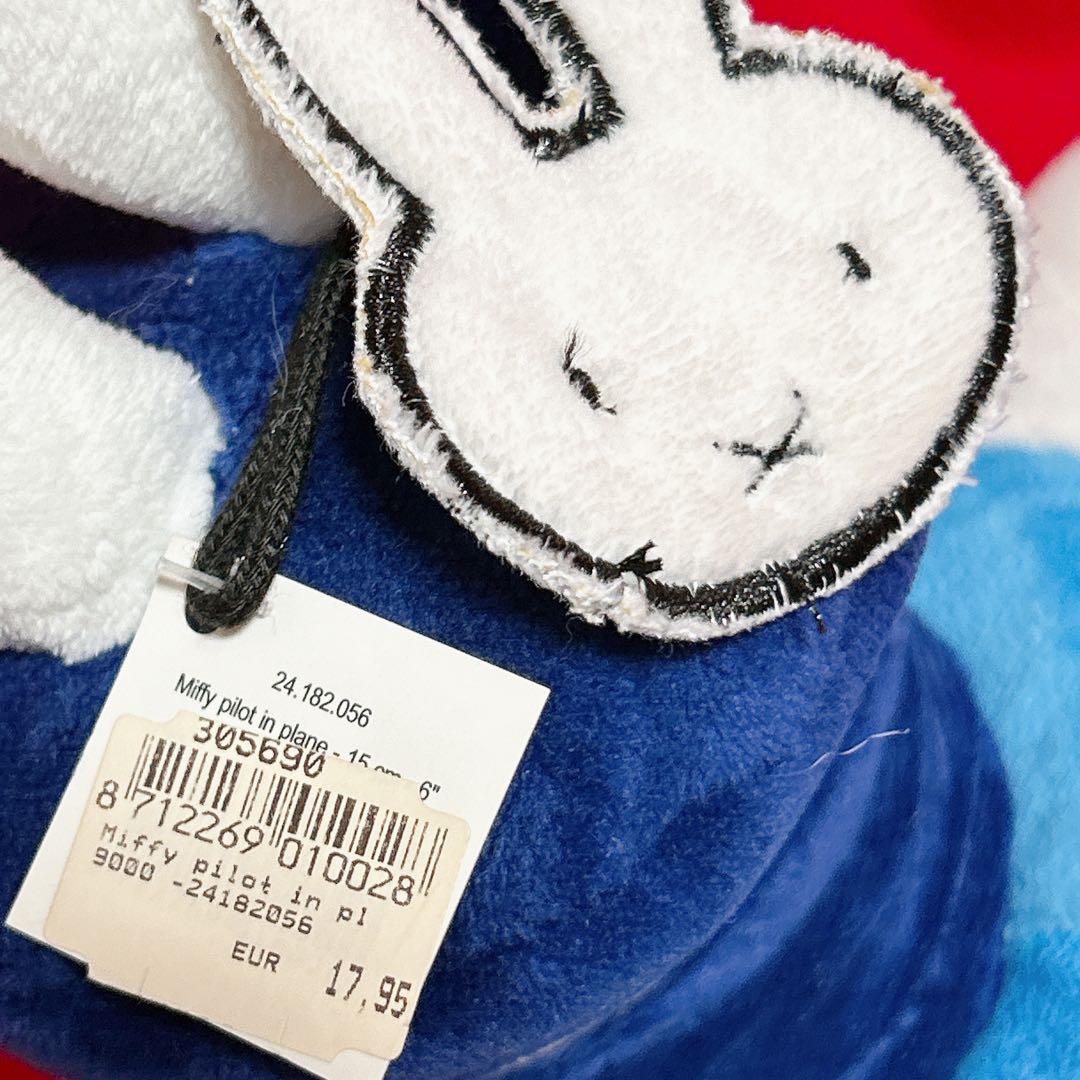 24.182.056
Miffy pilot in plane - 15 cm 6"
305690
8 712269 010028
Miffy pilot in pl
9000 -24182056
EUR 17,95